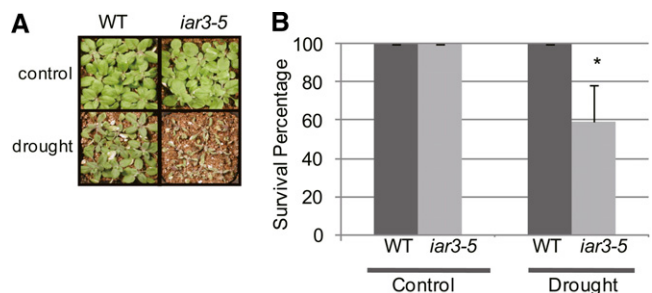 A
WT iar3-5
control
drought
B
Survival Percentage
100
80
60
40
20
0
*
WT iar3-5 WT iar3-5
Control Drought